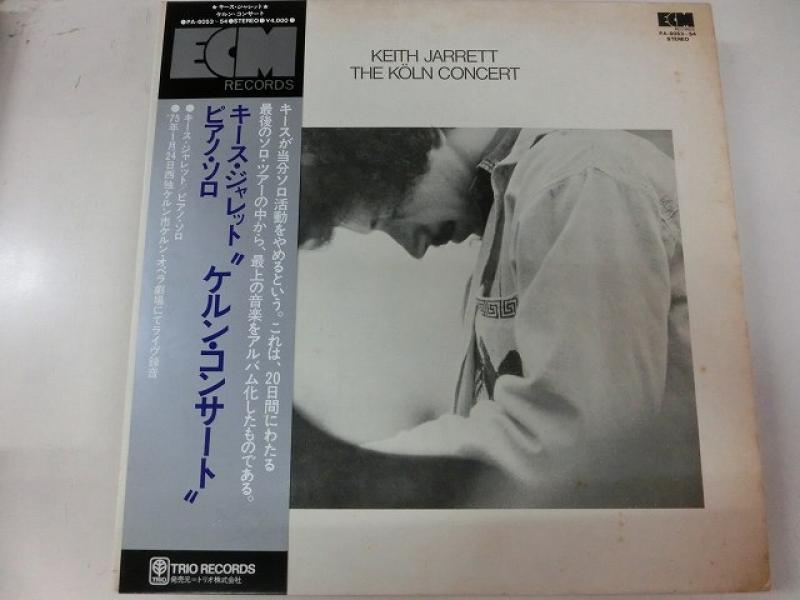 ★キース・ジャレット★
ケルン・コンサート
●PA-6053~54●STEREO●¥4,000●
ECM
RECORDS
キースが当分ソロ活動をやめるという。これは、20日間にわたる
最後のソロ・ツアーの中から、最上の音楽をアルバム化したものである。
キース・ジャレット〝ケルン・コンサート〟
ピアノ・ソロ
●キース・ジャレット/ピアノ・ソロ
●'75年1月24日西独ケルン市ケルン・オペラ劇場にてライヴ録音
TRIO
TRIO RECORDS
発売元=トリオ株式会社
KEITH JARRETT
THE KÖLN CONCERT
ECM
RECORDS
PA-6053~54
STEREO